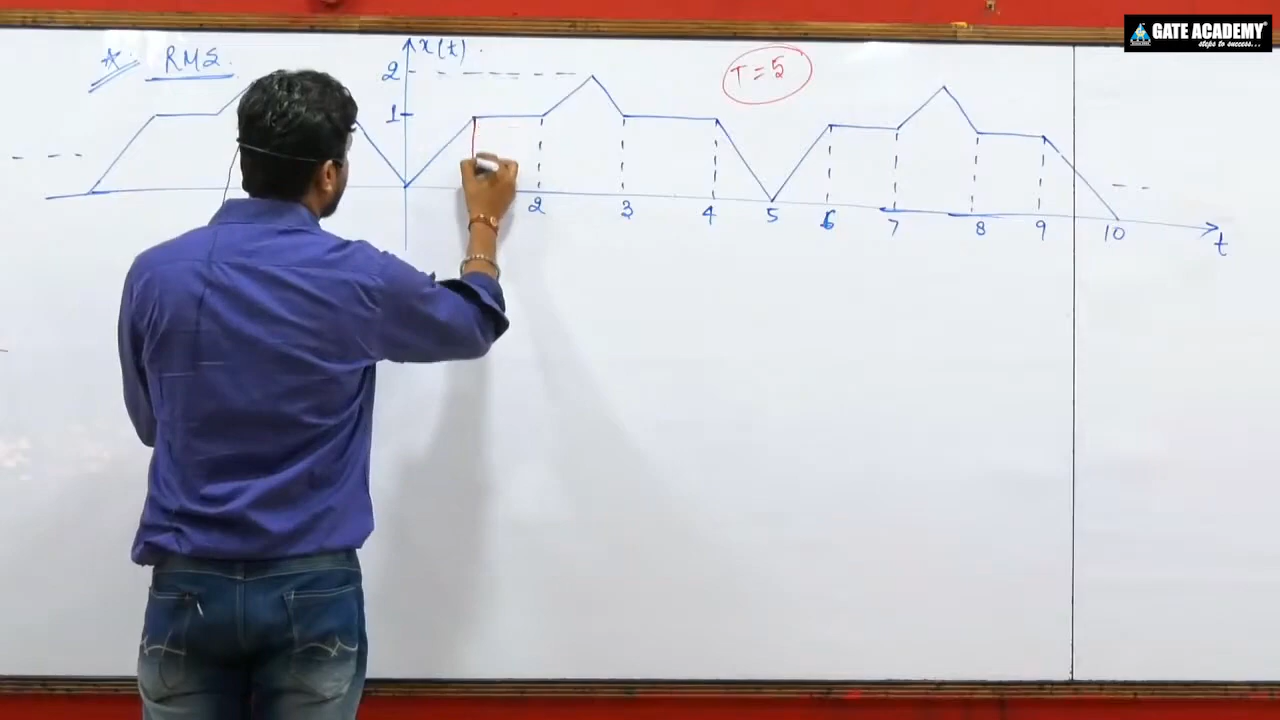 RMS
x(t).
2
1
T = 5
2 3 4 5 6 7 8 9 10
t
GATE ACADEMY®
steps to success...